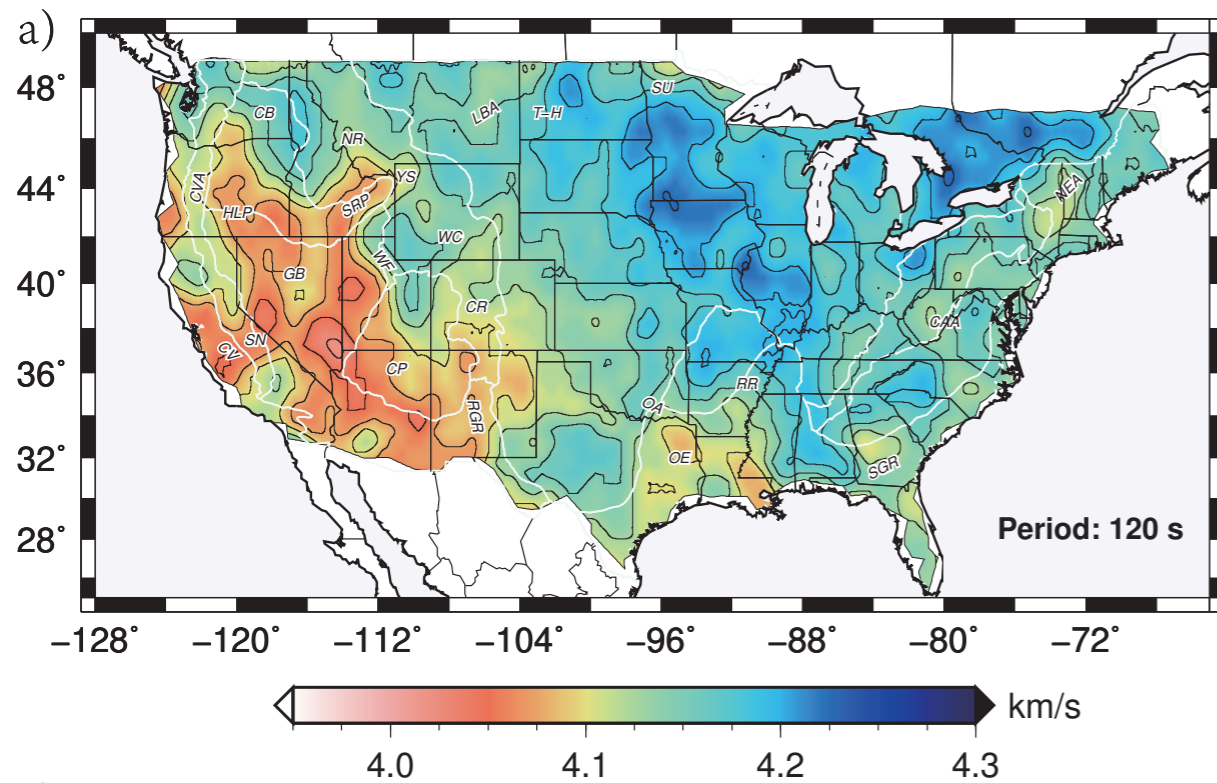 a)
48°
44°
40°
36°
32°
28°
SU
CB
LBA
T-H
NR
YS
CVA
MEA
SRP
HLP
WC
WF
GB
CR
CAA
SN
CV
CP
RR
OA
RGR
OE
SGR
Period: 120 s
−128° −120° −112° −104° −96° −88° −80° −72°
km/s
4.0 4.1 4.2 4.3